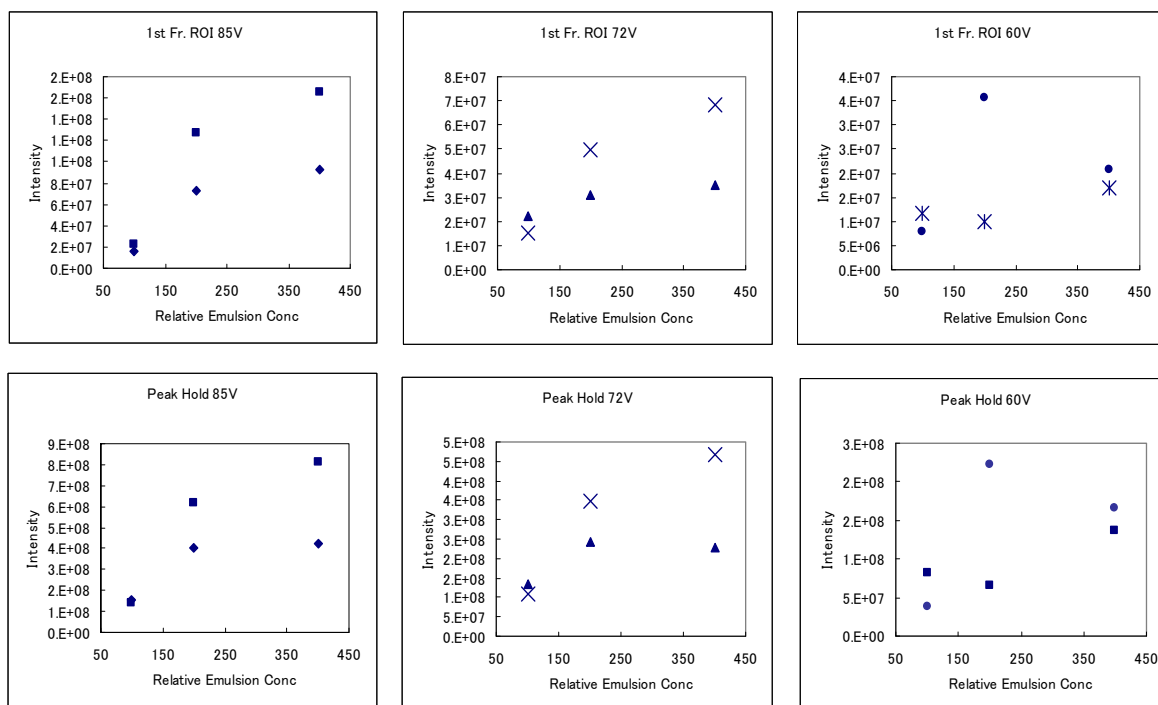 1st Fr. ROI 85V
Intensity
2.E+08
2.E+08
1.E+08
1.E+08
1.E+08
8.E+07
6.E+07
4.E+07
2.E+07
0.E+00
50 150 250 350 450
Relative Emulsion Conc
1st Fr. ROI 72V
Intensity
8.E+07
7.E+07
6.E+07
5.E+07
4.E+07
3.E+07
2.E+07
1.E+07
0.E+00
50 150 250 350 450
Relative Emulsion Conc
1st Fr. ROI 60V
Intensity
4.E+07
4.E+07
3.E+07
3.E+07
2.E+07
2.E+07
1.E+07
5.E+06
0.E+00
50 150 250 350 450
Relative Emulsion Conc
Peak Hold 85V
Intensity
9.E+08
8.E+08
7.E+08
6.E+08
5.E+08
4.E+08
3.E+08
2.E+08
1.E+08
0.E+00
50 150 250 350 450
Relative Emulsion Conc
Peak Hold 72V
Intensity
5.E+08
5.E+08
4.E+08
4.E+08
3.E+08
3.E+08
2.E+08
2.E+08
1.E+08
5.E+07
0.E+00
50 150 250 350 450
Relative Emulsion Conc
Peak Hold 60V
Intensity
3.E+08
2.E+08
2.E+08
1.E+08
5.E+07
0.E+00
50 150 250 350 450
Relative Emulsion Conc